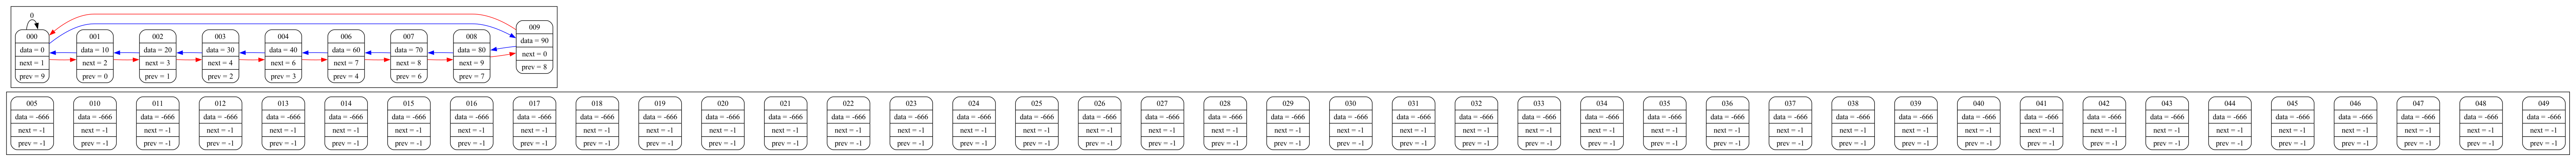 0
000
data = 0
next = 1
prev = 9
001
data = 10
next = 2
prev = 0
002
data = 20
next = 3
prev = 1
003
data = 30
next = 4
prev = 2
004
data = 40
next = 6
prev = 3
006
data = 60
next = 7
prev = 4
007
data = 70
next = 8
prev = 6
008
data = 80
next = 9
prev = 7
009
data = 90
next = 0
prev = 8
005
data = -666
next = -1
prev = -1
010
data = -666
next = -1
prev = -1
011
data = -666
next = -1
prev = -1
012
data = -666
next = -1
prev = -1
013
data = -666
next = -1
prev = -1
014
data = -666
next = -1
prev = -1
015
data = -666
next = -1
prev = -1
016
data = -666
next = -1
prev = -1
017
data = -666
next = -1
prev = -1
018
data = -666
next = -1
prev = -1
019
data = -666
next = -1
prev = -1
020
data = -666
next = -1
prev = -1
021
data = -666
next = -1
prev = -1
022
data = -666
next = -1
prev = -1
023
data = -666
next = -1
prev = -1
024
data = -666
next = -1
prev = -1
025
data = -666
next = -1
prev = -1
026
data = -666
next = -1
prev = -1
027
data = -666
next = -1
prev = -1
028
data = -666
next = -1
prev = -1
029
data = -666
next = -1
prev = -1
030
data = -666
next = -1
prev = -1
031
data = -666
next = -1
prev = -1
032
data = -666
next = -1
prev = -1
033
data = -666
next = -1
prev = -1
034
data = -666
next = -1
prev = -1
035
data = -666
next = -1
prev = -1
036
data = -666
next = -1
prev = -1
037
data = -666
next = -1
prev = -1
038
data = -666
next = -1
prev = -1
039
data = -666
next = -1
prev = -1
040
data = -666
next = -1
prev = -1
041
data = -666
next = -1
prev = -1
042
data = -666
next = -1
prev = -1
043
data = -666
next = -1
prev = -1
044
data = -666
next = -1
prev = -1
045
data = -666
next = -1
prev = -1
046
data = -666
next = -1
prev = -1
047
data = -666
next = -1
prev = -1
048
data = -666
next = -1
prev = -1
049
data = -666
next = -1
prev = -1